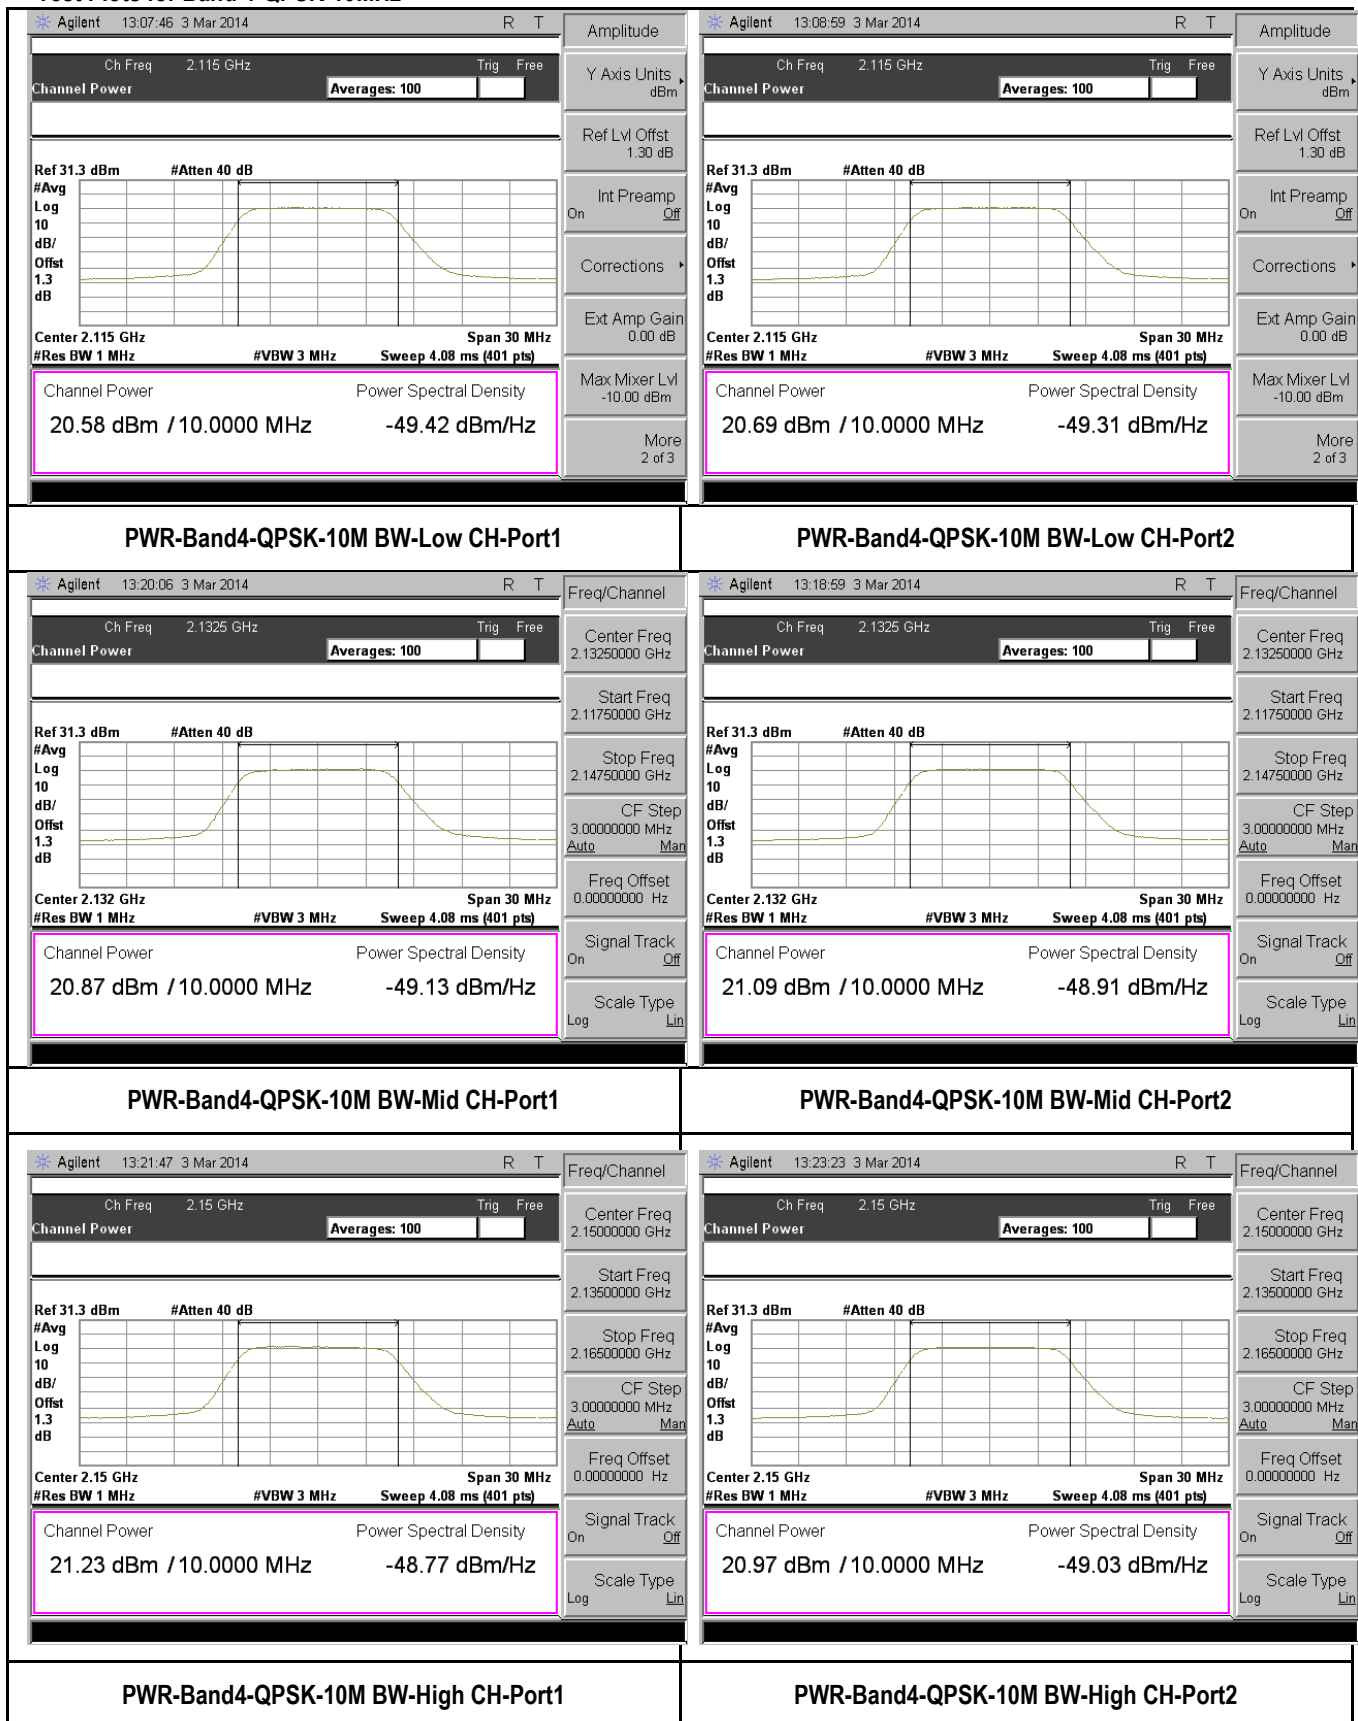 Test Plots for Band-4 QPSK 10MHz
Agilent 13:07:46 3 Mar 2014 R T
Ch Freq 2.115 GHz Trig Free
Channel Power Averages: 100
Ref 31.3 dBm #Atten 40 dB
#Avg
Log
10
dB/
Offst
1.3
dB
Center 2.115 GHz Span 30 MHz
#Res BW 1 MHz #VBW 3 MHz Sweep 4.08 ms (401 pts)
Channel Power Power Spectral Density
20.58 dBm / 10.0000 MHz -49.42 dBm/Hz
Amplitude
Y Axis Units
dBm
Ref Lvl Offst
1.30 dB
Int Preamp
On Off
Corrections
Ext Amp Gain
0.00 dB
Max Mixer Lvl
-10.00 dBm
More
2 of 3
Agilent 13:08:59 3 Mar 2014 R T
Ch Freq 2.115 GHz Trig Free
Channel Power Averages: 100
Ref 31.3 dBm #Atten 40 dB
#Avg
Log
10
dB/
Offst
1.3
dB
Center 2.115 GHz Span 30 MHz
#Res BW 1 MHz #VBW 3 MHz Sweep 4.08 ms (401 pts)
Channel Power Power Spectral Density
20.69 dBm / 10.0000 MHz -49.31 dBm/Hz
Amplitude
Y Axis Units
dBm
Ref Lvl Offst
1.30 dB
Int Preamp
On Off
Corrections
Ext Amp Gain
0.00 dB
Max Mixer Lvl
-10.00 dBm
More
2 of 3
PWR-Band4-QPSK-10M BW-Low CH-Port1
PWR-Band4-QPSK-10M BW-Low CH-Port2
Agilent 13:20:06 3 Mar 2014 R T
Ch Freq 2.1325 GHz Trig Free
Channel Power Averages: 100
Ref 31.3 dBm #Atten 40 dB
#Avg
Log
10
dB/
Offst
1.3
dB
Center 2.132 GHz Span 30 MHz
#Res BW 1 MHz #VBW 3 MHz Sweep 4.08 ms (401 pts)
Channel Power Power Spectral Density
20.87 dBm / 10.0000 MHz -49.13 dBm/Hz
Freq/Channel
Center Freq
2.13250000 GHz
Start Freq
2.11750000 GHz
Stop Freq
2.14750000 GHz
CF Step
3.00000000 MHz
Auto Man
Freq Offset
0.00000000 Hz
Signal Track
On Off
Scale Type
Log Lin
Agilent 13:18:59 3 Mar 2014 R T
Ch Freq 2.1325 GHz Trig Free
Channel Power Averages: 100
Ref 31.3 dBm #Atten 40 dB
#Avg
Log
10
dB/
Offst
1.3
dB
Center 2.132 GHz Span 30 MHz
#Res BW 1 MHz #VBW 3 MHz Sweep 4.08 ms (401 pts)
Channel Power Power Spectral Density
21.09 dBm / 10.0000 MHz -48.91 dBm/Hz
Freq/Channel
Center Freq
2.13250000 GHz
Start Freq
2.11750000 GHz
Stop Freq
2.14750000 GHz
CF Step
3.00000000 MHz
Auto Man
Freq Offset
0.00000000 Hz
Signal Track
On Off
Scale Type
Log Lin
PWR-Band4-QPSK-10M BW-Mid CH-Port1
PWR-Band4-QPSK-10M BW-Mid CH-Port2
Agilent 13:21:47 3 Mar 2014 R T
Ch Freq 2.15 GHz Trig Free
Channel Power Averages: 100
Ref 31.3 dBm #Atten 40 dB
#Avg
Log
10
dB/
Offst
1.3
dB
Center 2.15 GHz Span 30 MHz
#Res BW 1 MHz #VBW 3 MHz Sweep 4.08 ms (401 pts)
Channel Power Power Spectral Density
21.23 dBm / 10.0000 MHz -48.77 dBm/Hz
Freq/Channel
Center Freq
2.15000000 GHz
Start Freq
2.13500000 GHz
Stop Freq
2.16500000 GHz
CF Step
3.00000000 MHz
Auto Man
Freq Offset
0.00000000 Hz
Signal Track
On Off
Scale Type
Log Lin
Agilent 13:23:23 3 Mar 2014 R T
Ch Freq 2.15 GHz Trig Free
Channel Power Averages: 100
Ref 31.3 dBm #Atten 40 dB
#Avg
Log
10
dB/
Offst
1.3
dB
Center 2.15 GHz Span 30 MHz
#Res BW 1 MHz #VBW 3 MHz Sweep 4.08 ms (401 pts)
Channel Power Power Spectral Density
20.97 dBm / 10.0000 MHz -49.03 dBm/Hz
Freq/Channel
Center Freq
2.15000000 GHz
Start Freq
2.13500000 GHz
Stop Freq
2.16500000 GHz
CF Step
3.00000000 MHz
Auto Man
Freq Offset
0.00000000 Hz
Signal Track
On Off
Scale Type
Log Lin
PWR-Band4-QPSK-10M BW-High CH-Port1
PWR-Band4-QPSK-10M BW-High CH-Port2